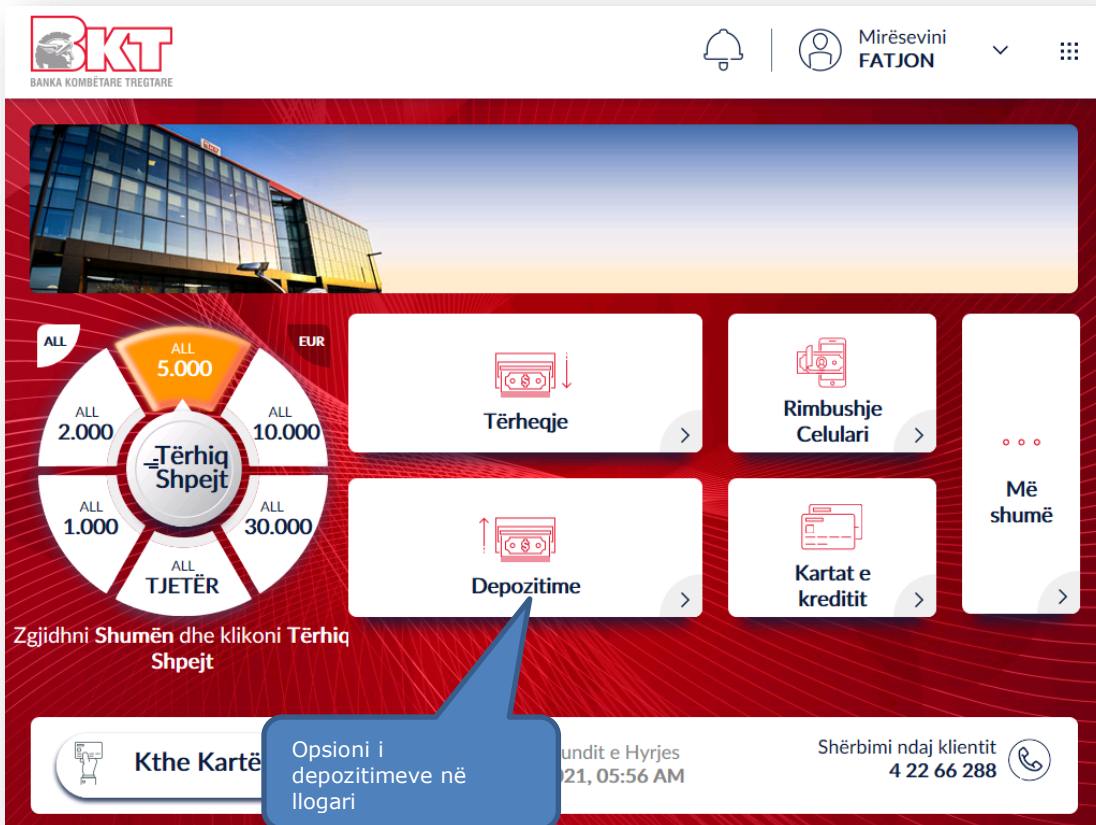 BKT
BANKA KOMBËTARE TREGTARE
Mirësevini
FATJON
ALL
EUR
ALL
5.000
ALL
2.000
ALL
10.000
Tërhiq
Shpejt
ALL
1.000
ALL
30.000
ALL
TJETËR
Zgjidhni Shumën dhe klikoni Tërhiq
Shpejt
Tërheqje
Rimbushje
Celulari
Depozitime
Kartat e
kreditit
Më
shumë
Kthe Kartë
Opsioni i
depozitimeve në
llogari
undit e Hyrjes
021, 05:56 AM
Shërbimi ndaj klientit
4 22 66 288